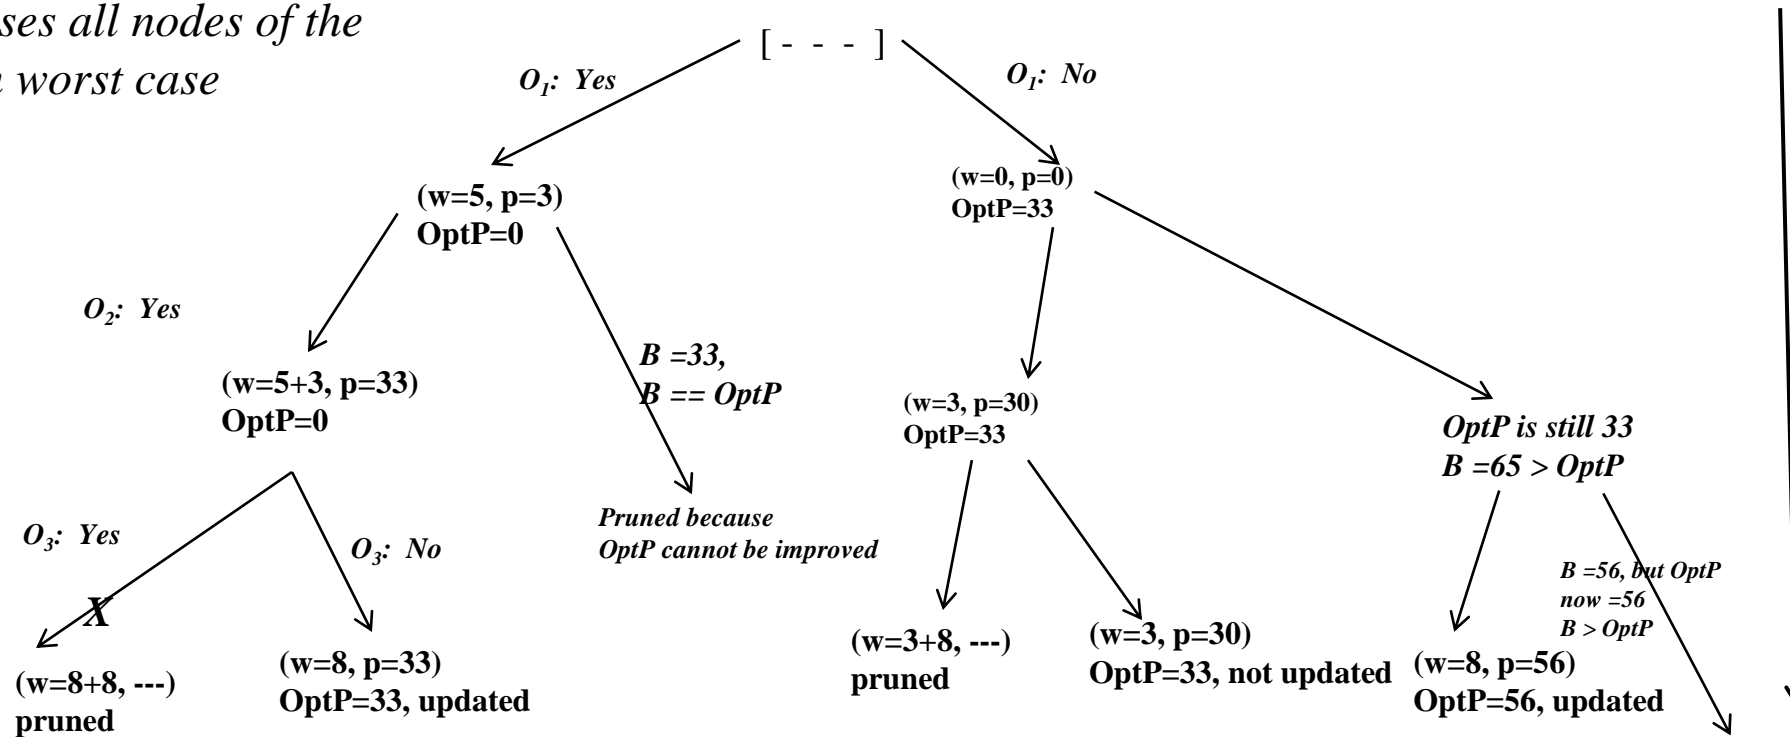 ses all nodes of the
n worst case
[ - - - ]
O1: Yes
O1: No
(w=5, p=3)
OptP=0
(w=0, p=0)
OptP=33
O2: Yes
B =33,
B == OptP
(w=5+3, p=33)
OptP=0
(w=3, p=30)
OptP=33
OptP is still 33
B =65 > OptP
O3: Yes
O3: No
Pruned because
OptP cannot be improved
B =56, but OptP
now =56
B > OptP
X
(w=8+8, ---)
pruned
(w=8, p=33)
OptP=33, updated
(w=3+8, ---)
pruned
(w=3, p=30)
OptP=33, not updated
(w=8, p=56)
OptP=56, updated